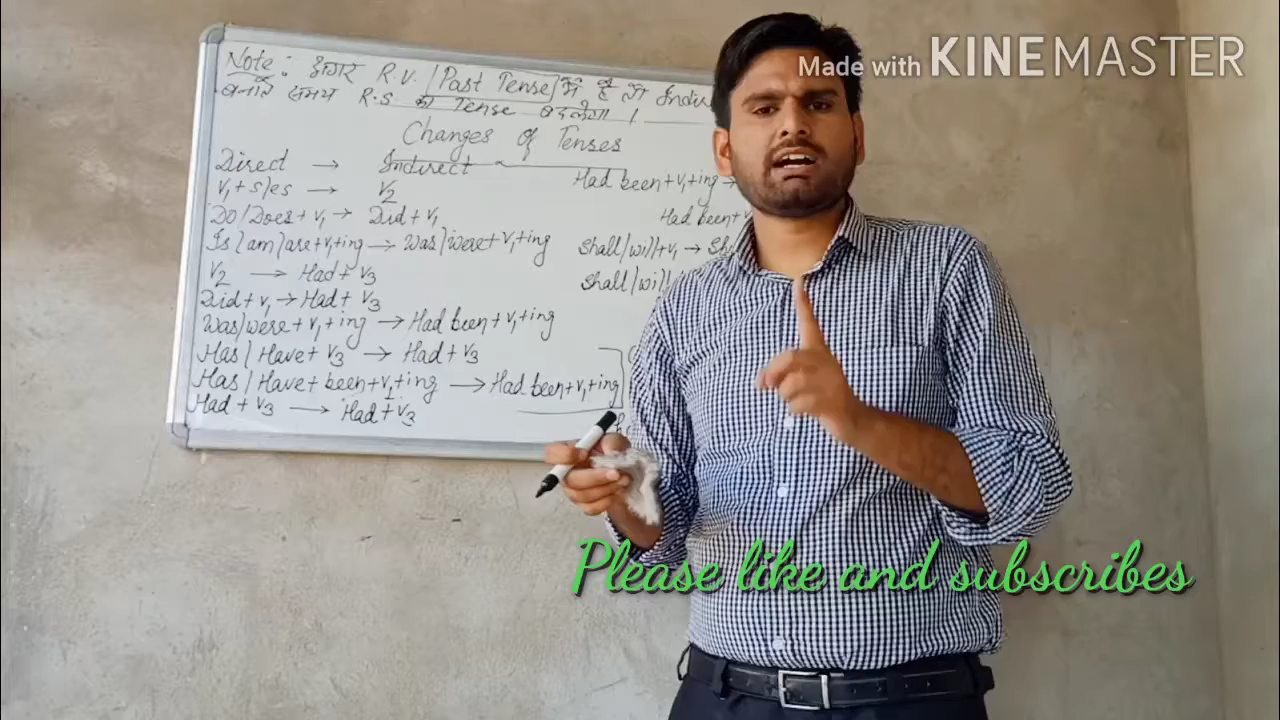 Made with KINEMASTER
Note: अगर R.V. Past Tense में है तो Indir
बनाते समय R.S. का Tense बदलेगा।
Changes of Tenses
Direct → Indirect
V1 + s/es → V2
Do/Does + V1 → Did + V1
Is/am/are + V1 + ing → Was/were + V1 + ing
V2 → Had + V3
Did + V1 → Had + V3
Was/were + V1 + ing → Had been + V1 + ing
Has/Have + V3 → Had + V3
Has/Have + been + V1 + ing → Had been + V1 + ing
Had + V3 → Had + V3
Had been + V1 + ing →
Had been +
Shall/will + V1 →
Shall/will
Please like and subscribes